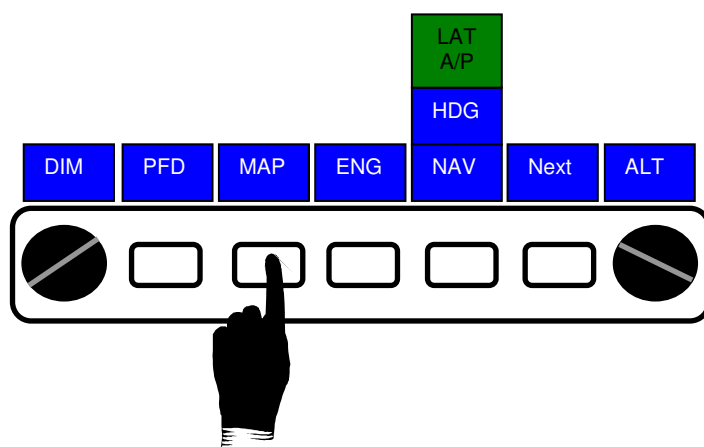 LAT
A/P
HDG
DIM PFD MAP ENG NAV Next ALT